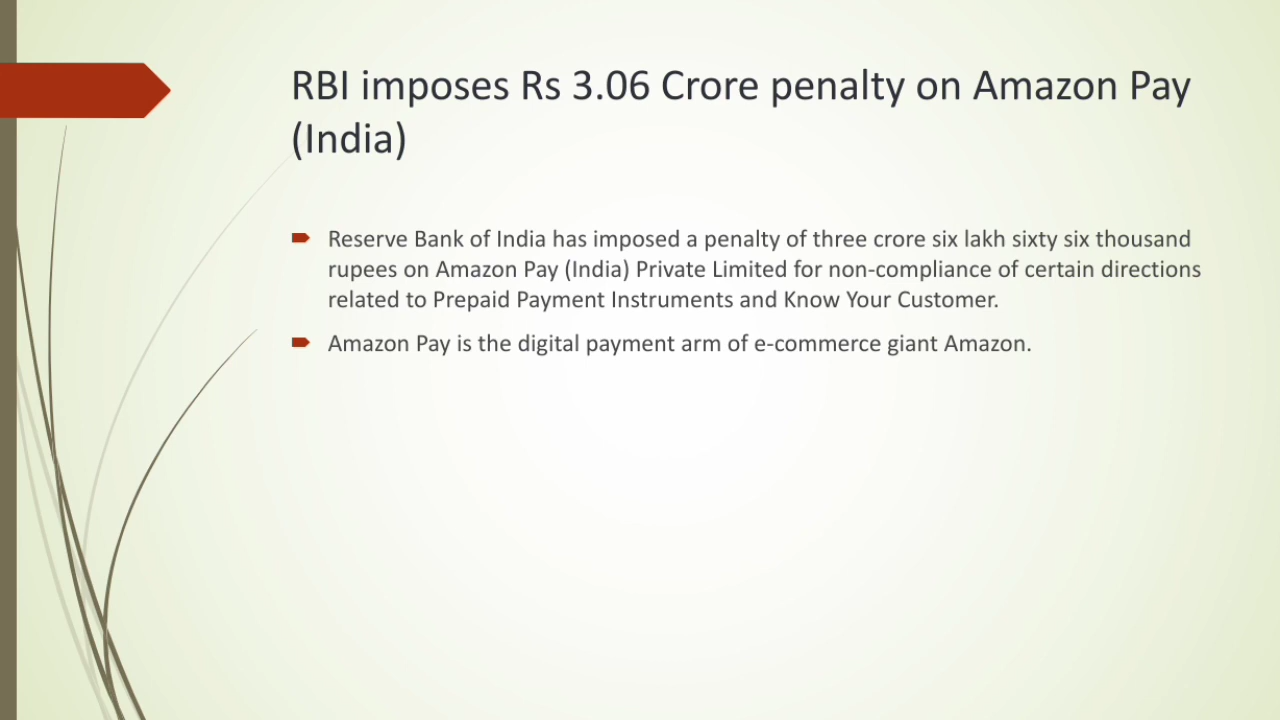 RBI imposes Rs 3.06 Crore penalty on Amazon Pay
(India)
Reserve Bank of India has imposed a penalty of three crore six lakh sixty six thousand
rupees on Amazon Pay (India) Private Limited for non-compliance of certain directions
related to Prepaid Payment Instruments and Know Your Customer.
Amazon Pay is the digital payment arm of e-commerce giant Amazon.